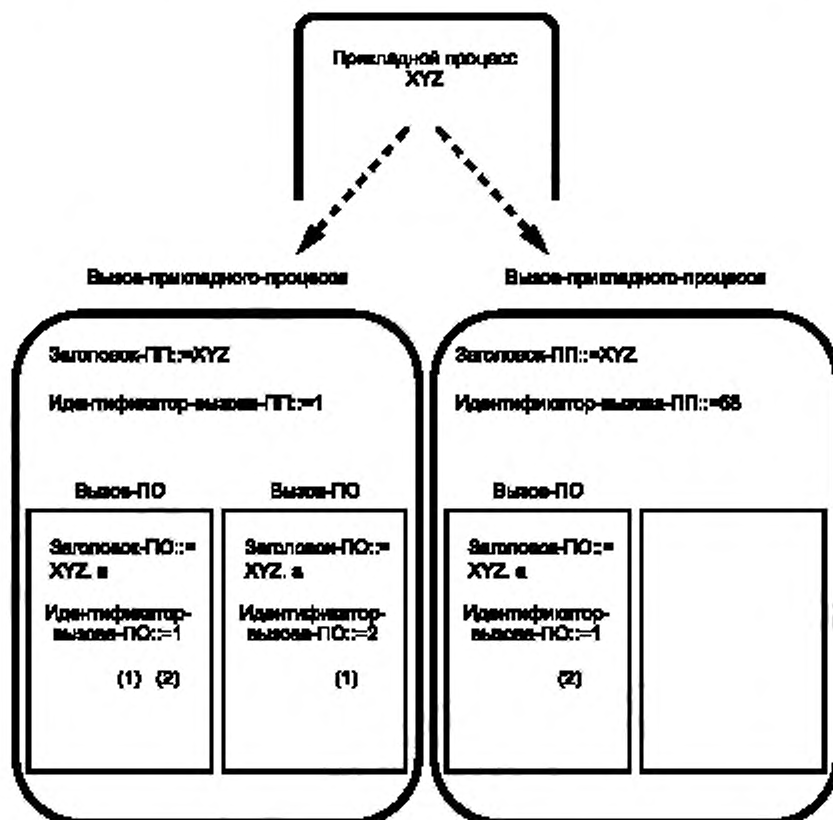 Прикладной процесс
XYZ
Вызов-прикладного-процесса
Вызов-прикладного-процесса
Заголовок-ПП::=XYZ
Идентификатор-вызова-ПП::=1
Заголовок-ПП::=XYZ
Идентификатор-вызова-ПП::=
Вызов-ПО
Вызов-ПО
Вызов-ПО
Заголовок-ПО::=
XYZ. a
Идентификатор-
вызова-ПО::=1
(1) (2)
Заголовок-ПО::=
XYZ. a
Идентификатор-
вызова-ПО::=2
(1)
Заголовок-ПО::=
XYZ. a
Идентификатор-
вызова-ПО::=1
(2)